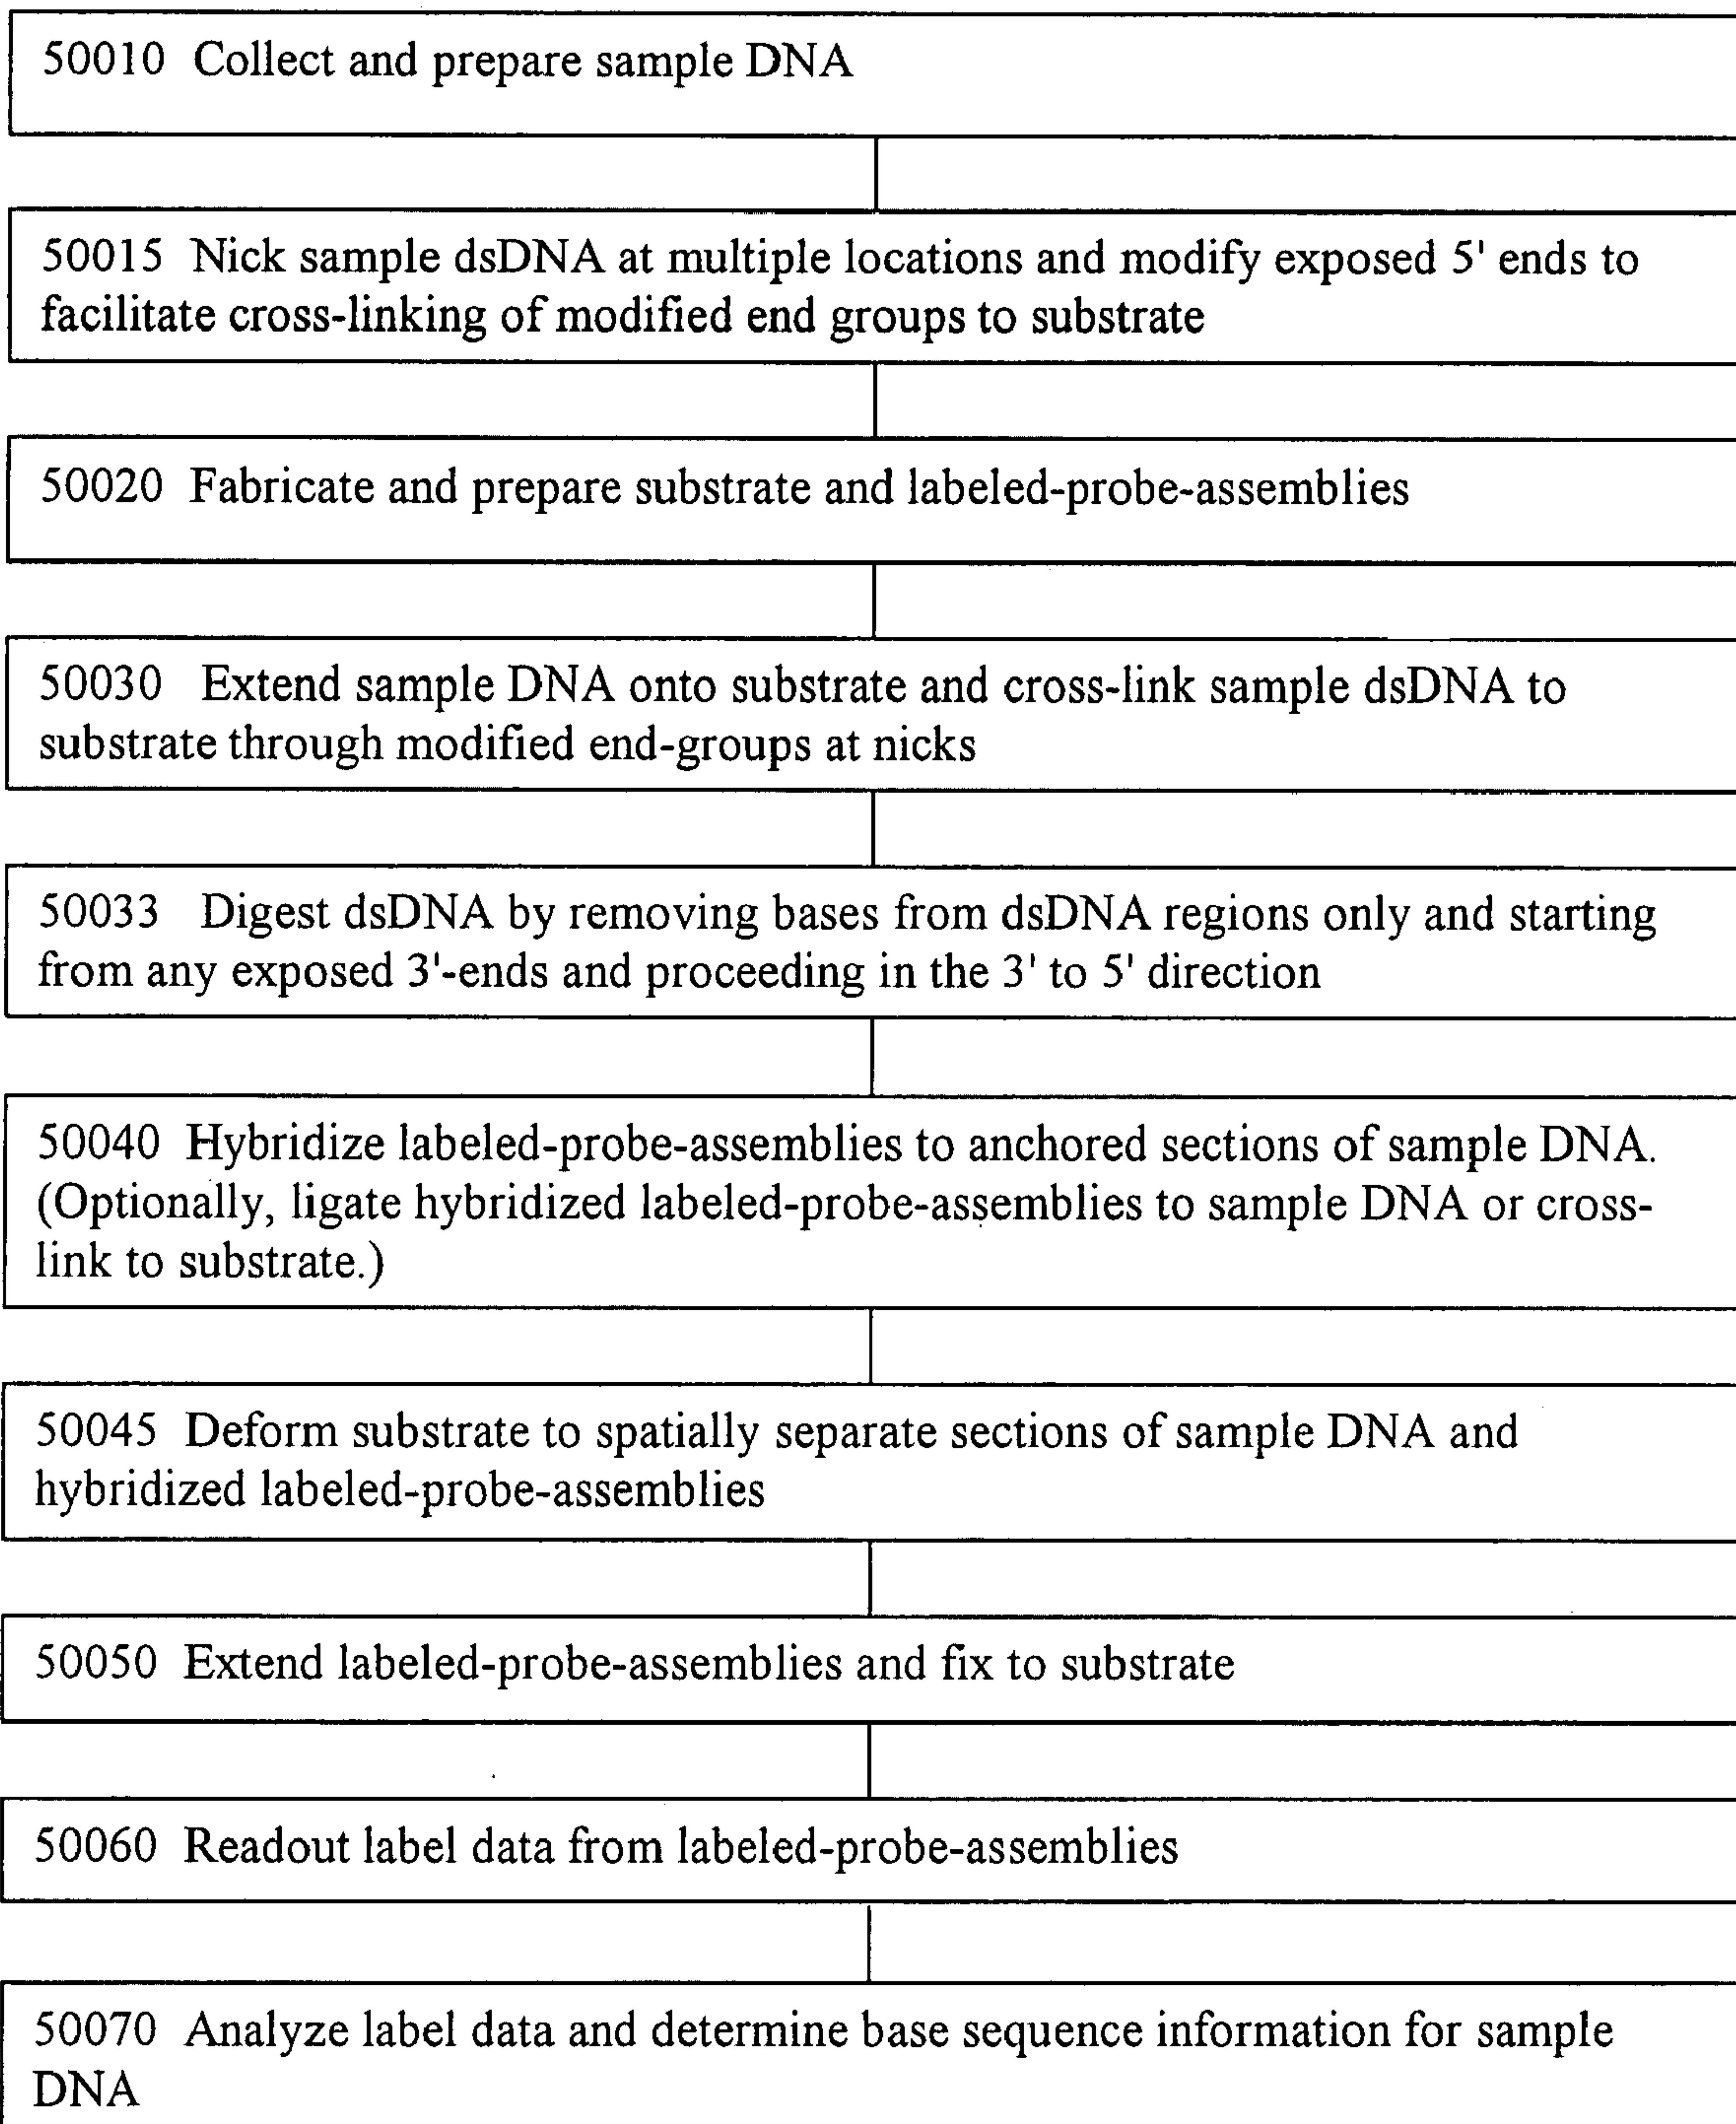 50010 Collect and prepare sample DNA
50015 Nick sample dsDNA at multiple locations and modify exposed 5' ends to
facilitate cross-linking of modified end groups to substrate
50020 Fabricate and prepare substrate and labeled-probe-assemblies
50030 Extend sample DNA onto substrate and cross-link sample dsDNA to
substrate through modified end-groups at nicks
50033 Digest dsDNA by removing bases from dsDNA regions only and starting
from any exposed 3'-ends and proceeding in the 3' to 5' direction
50040 Hybridize labeled-probe-assemblies to anchored sections of sample DNA.
(Optionally, ligate hybridized labeled-probe-assemblies to sample DNA or cross-
link to substrate.)
50045 Deform substrate to spatially separate sections of sample DNA and
hybridized labeled-probe-assemblies
50050 Extend labeled-probe-assemblies and fix to substrate
50060 Readout label data from labeled-probe-assemblies
50070 Analyze label data and determine base sequence information for sample
DNA